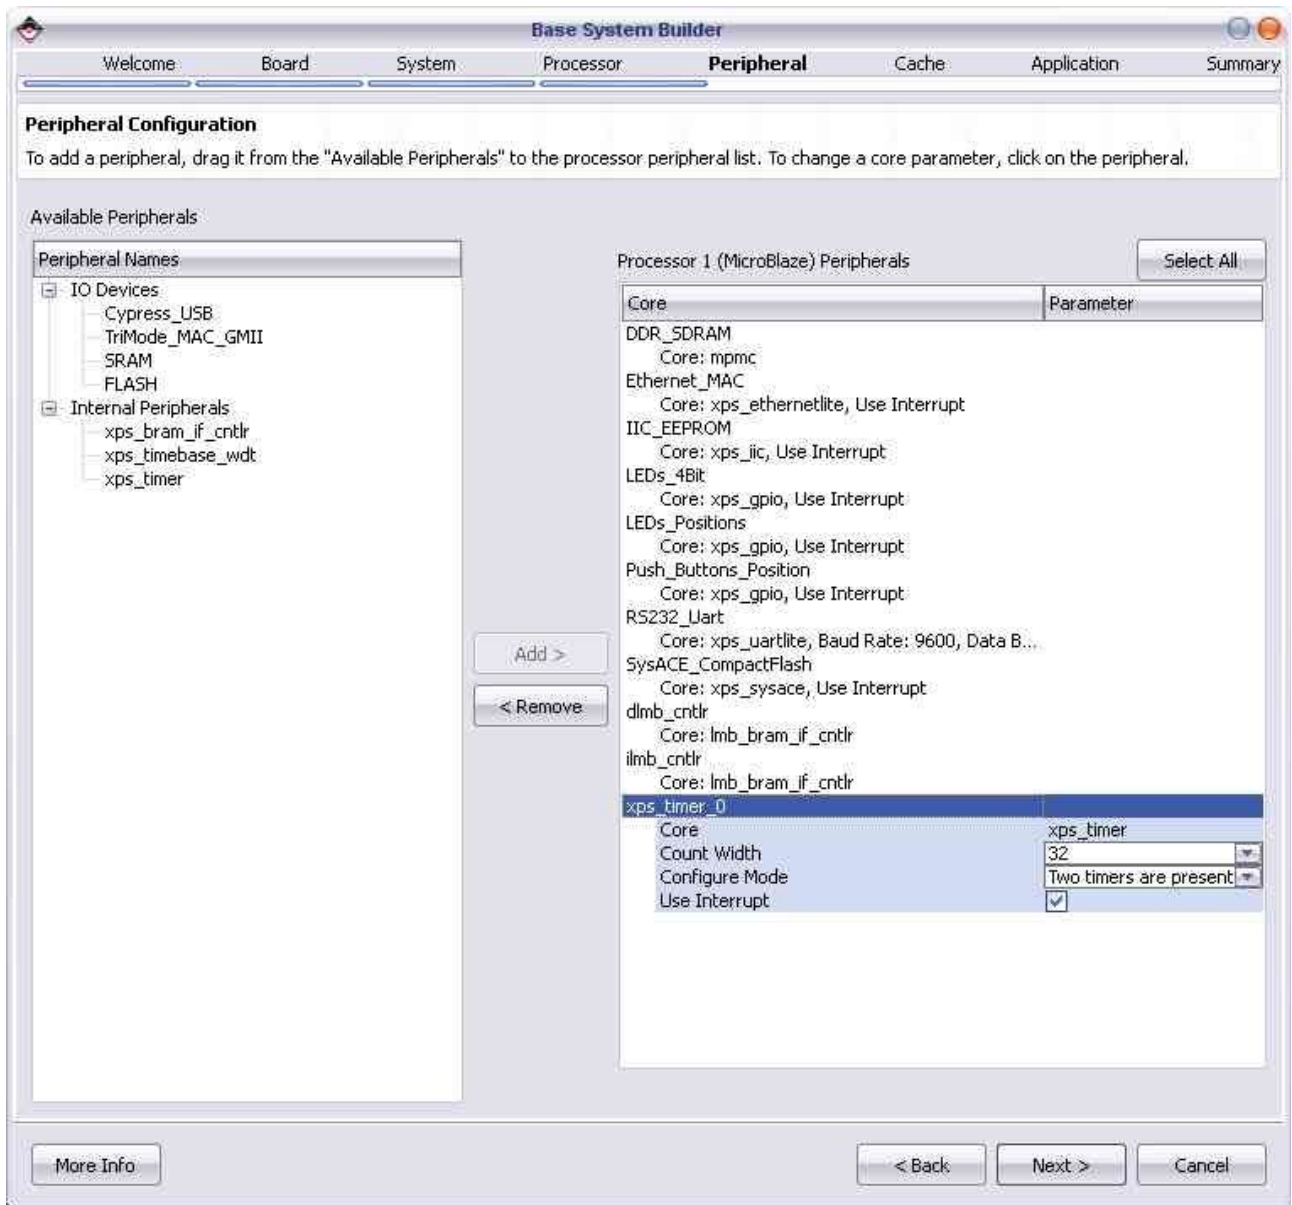 Base System Builder
Welcome Board System Processor Peripheral Cache Application Summary
Peripheral Configuration
To add a peripheral, drag it from the "Available Peripherals" to the processor peripheral list. To change a core parameter, click on the peripheral.
Available Peripherals
Peripheral Names
IO Devices
Cypress_USB
TriMode_MAC_GMII
SRAM
FLASH
Internal Peripherals
xps_bram_if_cntlr
xps_timebase_wdt
xps_timer
Add >
< Remove
Processor 1 (MicroBlaze) Peripherals
Select All
Core Parameter
DDR_SDRAM
Core: mpmc
Ethernet_MAC
Core: xps_ethernetlite, Use Interrupt
IIC_EEPROM
Core: xps_iic, Use Interrupt
LEDs_4Bit
Core: xps_gpio, Use Interrupt
LEDs_Positions
Core: xps_gpio, Use Interrupt
Push_Buttons_Position
Core: xps_gpio, Use Interrupt
RS232_Uart
Core: xps_uartlite, Baud Rate: 9600, Data B...
SysACE_CompactFlash
Core: xps_sysace, Use Interrupt
dlmb_cntlr
Core: lmb_bram_if_cntlr
ilmb_cntlr
Core: lmb_bram_if_cntlr
xps_timer_0
Core xps_timer
Count Width 32
Configure Mode Two timers are present
Use Interrupt
More Info
< Back
Next >
Cancel